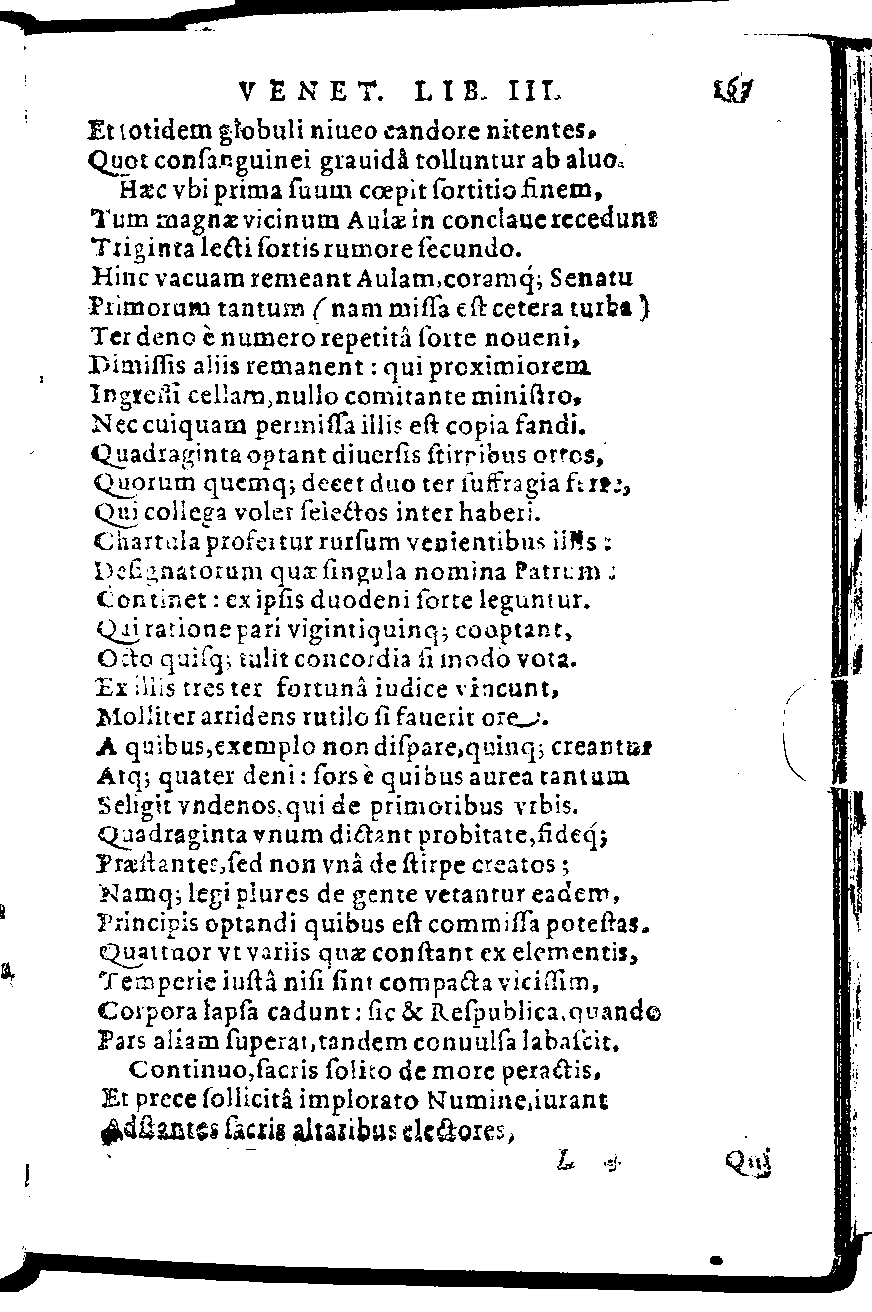 VENET. LIB. III. 167
Et totidem globuli niueo candore nitentes,
Quot conſanguinei grauidâ tolluntur ab aluo.
Hæc vbi prima ſuum cœpit ſortitio finem,
Tum magnæ vicinum Aulæ in conclaue recedunt
Triginta lecti ſortis rumore ſecundo.
Hinc vacuam remeant Aulam, coramq́; Senatu
Primorum tantum (nam miſſa eſt cetera turba)
Ter deno è numero repetitâ ſorte noueni,
Dimiſſis aliis remanent: qui proximiorem
Ingreſſi cellam, nullo comitante miniſtro,
Nec cuiquam permiſſa illis eſt copia fandi.
Quadraginta optant diuerſis ſtirpibus ortos,
Quorum quemq; decet duo ter ſuffragia ferre,
Qui collega volet ſelectos inter haberi.
Chartula profertur rurſum venientibus illis:
Deſignatorum quæ ſingula nomina Patrum:
Continet: ex ipſis duodeni ſorte leguntur.
Qui ratione pari vigintiquinq; cooptant,
Octo quiſq; tulit concordia ſi modò vota.
Ex illis tres ter fortunâ iudice vincunt,
Molliter arridens rutilo ſi fauerit ore.
A quibus, exemplo non diſpare, quinq; creantur
Atq; quater deni: ſors è quibus aurea tantum
Seligit vndenos, qui de primoribus vrbis.
Quadraginta vnum dictant probitate, fideq́;
Præſtantes, ſed non vnâ de ſtirpe creatos;
Namq; legi plures de gente vetantur eadem,
Principis optandi quibus eſt commiſſa poteſtas.
Quattuor vt variis quæ conſtant ex elementis,
Temperie iuſtâ niſi ſint compacta viciſſim,
Corpora lapſa cadunt: ſic & Reſpublica, quando
Pars aliam ſuperat, tandem conuulſa labaſcit.
Continuo, ſacris ſolito de more peractis,
Et prece ſollicitâ implorato Numine, iurant
Adſtantes ſacris altaribus electores,
L Qui